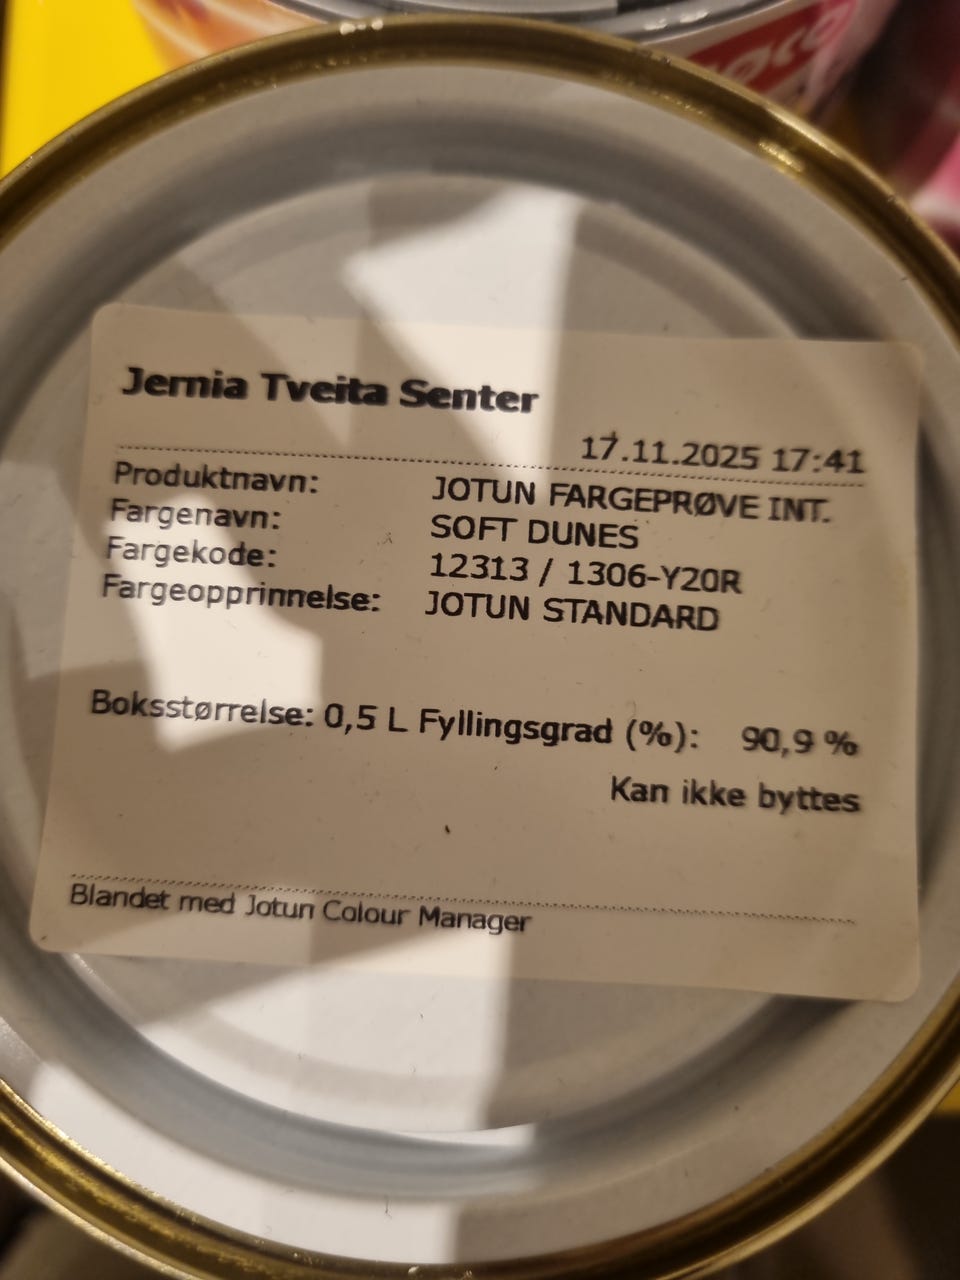 Jernia Tveita Senter
17.11.2025 17:41
Produktnavn: JOTUN FARGEPRØVE INT.
Fargenavn: SOFT DUNES
Fargekode: 12313 / 1306-Y20R
Fargeopprinnelse: JOTUN STANDARD
Boksstørrelse: 0,5 L Fyllingsgrad (%): 90,9 %
Kan ikke byttes
Blandet med Jotun Colour Manager